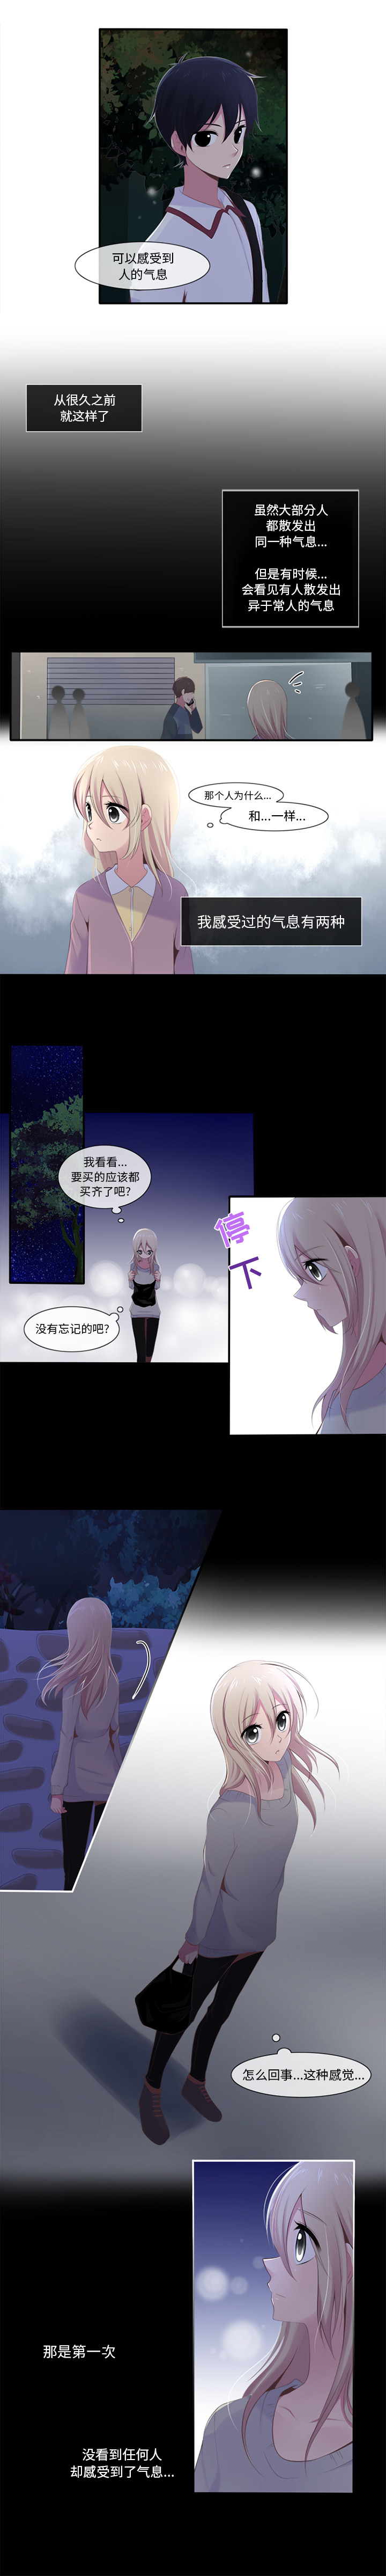 可以感受到
人的气息
从很久之前
就这样了
虽然大部分人
都散发出
同一种气息…
但是有时候…
会看见有人散发出
异于常人的气息
那个人为什么…
和…一样…
我感受过的气息有两种
我看看…
要买的应该都
买齐了吧?
停
下
没有忘记的吧?
怎么回事…这种感觉…
那是第一次
没看到任何人
却感受到了气息…